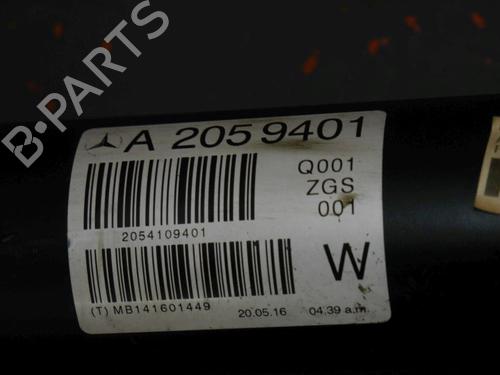 B-PARTS
A 205 9401
Q001
ZGS
001
2054109401
W
(T) MB141601449
20.05.16
04.39 a.m.